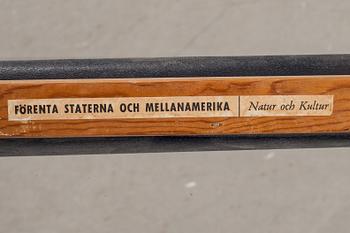 FÖRENTA STATERNA OCH MELLANAMERIKA | Natur och Kultur